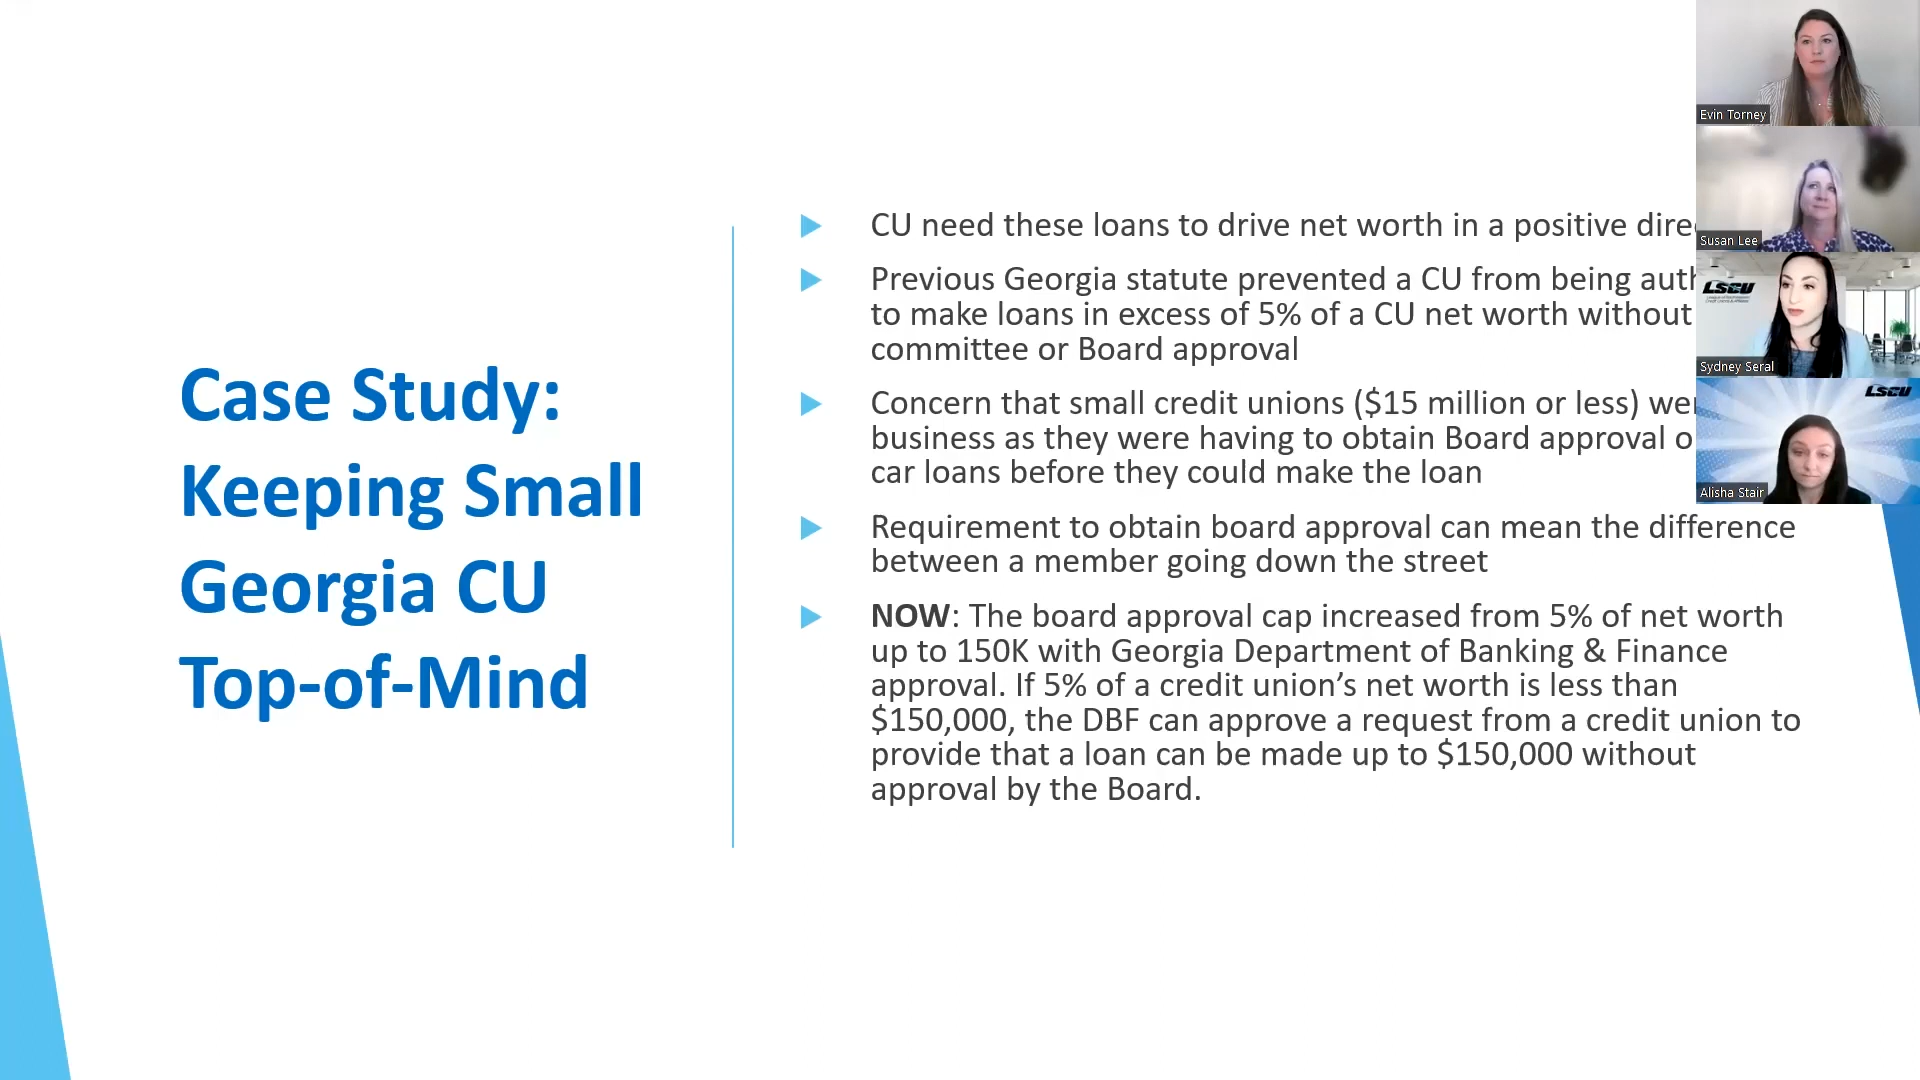 Case Study:
Keeping Small
Georgia CU
Top-of-Mind
CU need these loans to drive net worth in a positive
Previous Georgia statute prevented a CU from being
to make loans in excess of 5% of a CU net worth without
committee or Board approval
Concern that small credit unions ($15 million or less)
business as they were having to obtain Board approval
car loans before they could make the loan
Requirement to obtain board approval can mean the difference
between a member going down the street
NOW: The board approval cap increased from 5% of net worth
up to 150K with Georgia Department of Banking & Finance
approval. If 5% of a credit union’s net worth is less than
$150,000, the DBF can approve a request from a credit union to
provide that a loan can be made up to $150,000 without
approval by the Board.
Evin Torney
Susan Lee
LSCU
Sydney Seral
LSCU
Alisha Stair